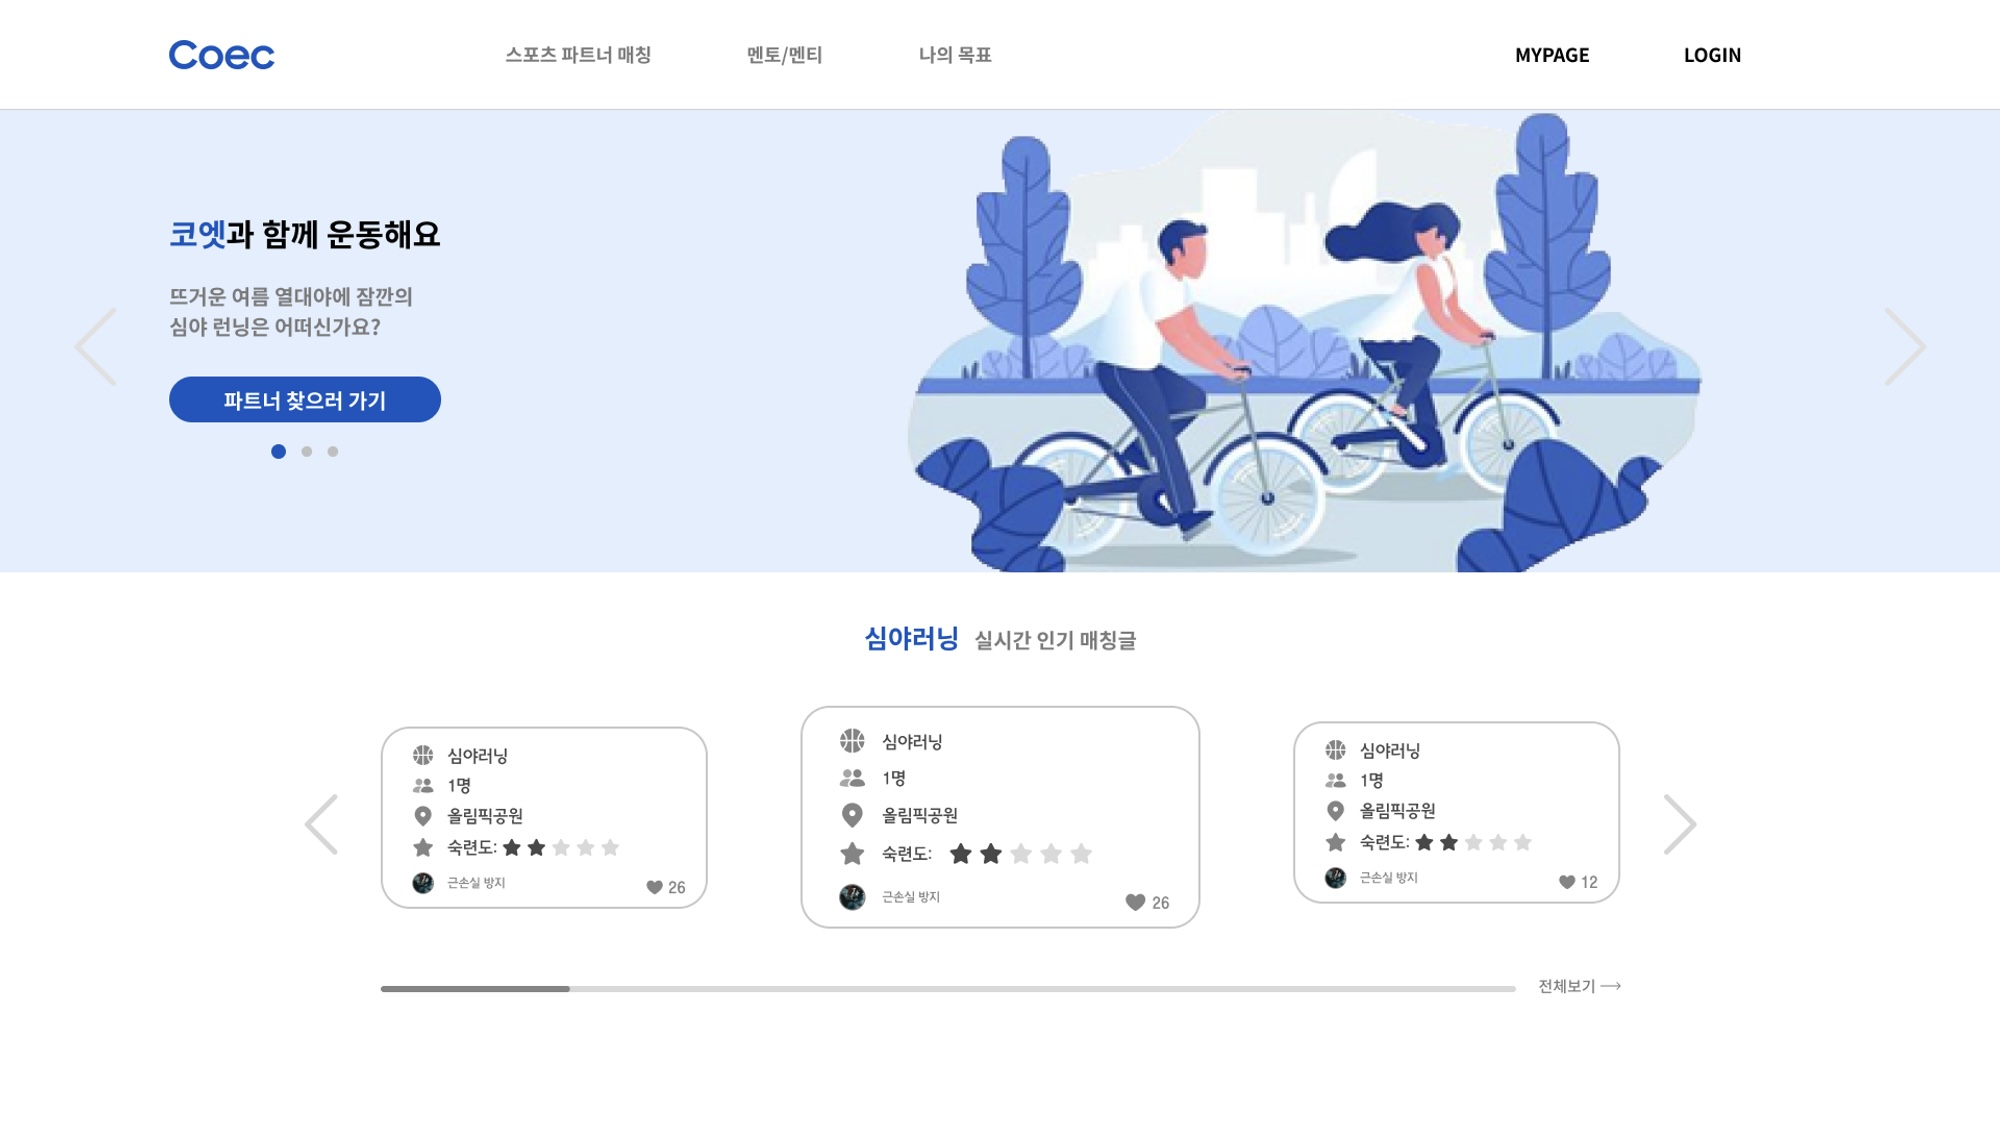 Coec
스포츠 파트너 매칭
멘토/멘티
나의 목표
MYPAGE
LOGIN
코엣과 함께 운동해요
뜨거운 여름 열대야에 잠깐의
심야 런닝은 어떠신가요?
파트너 찾으러 가기
심야러닝 실시간 인기 매칭글
심야러닝
1명
올림픽공원
숙련도:
근손실 방지
26
심야러닝
1명
올림픽공원
숙련도:
근손실 방지
26
심야러닝
1명
올림픽공원
숙련도:
근손실 방지
12
전체보기